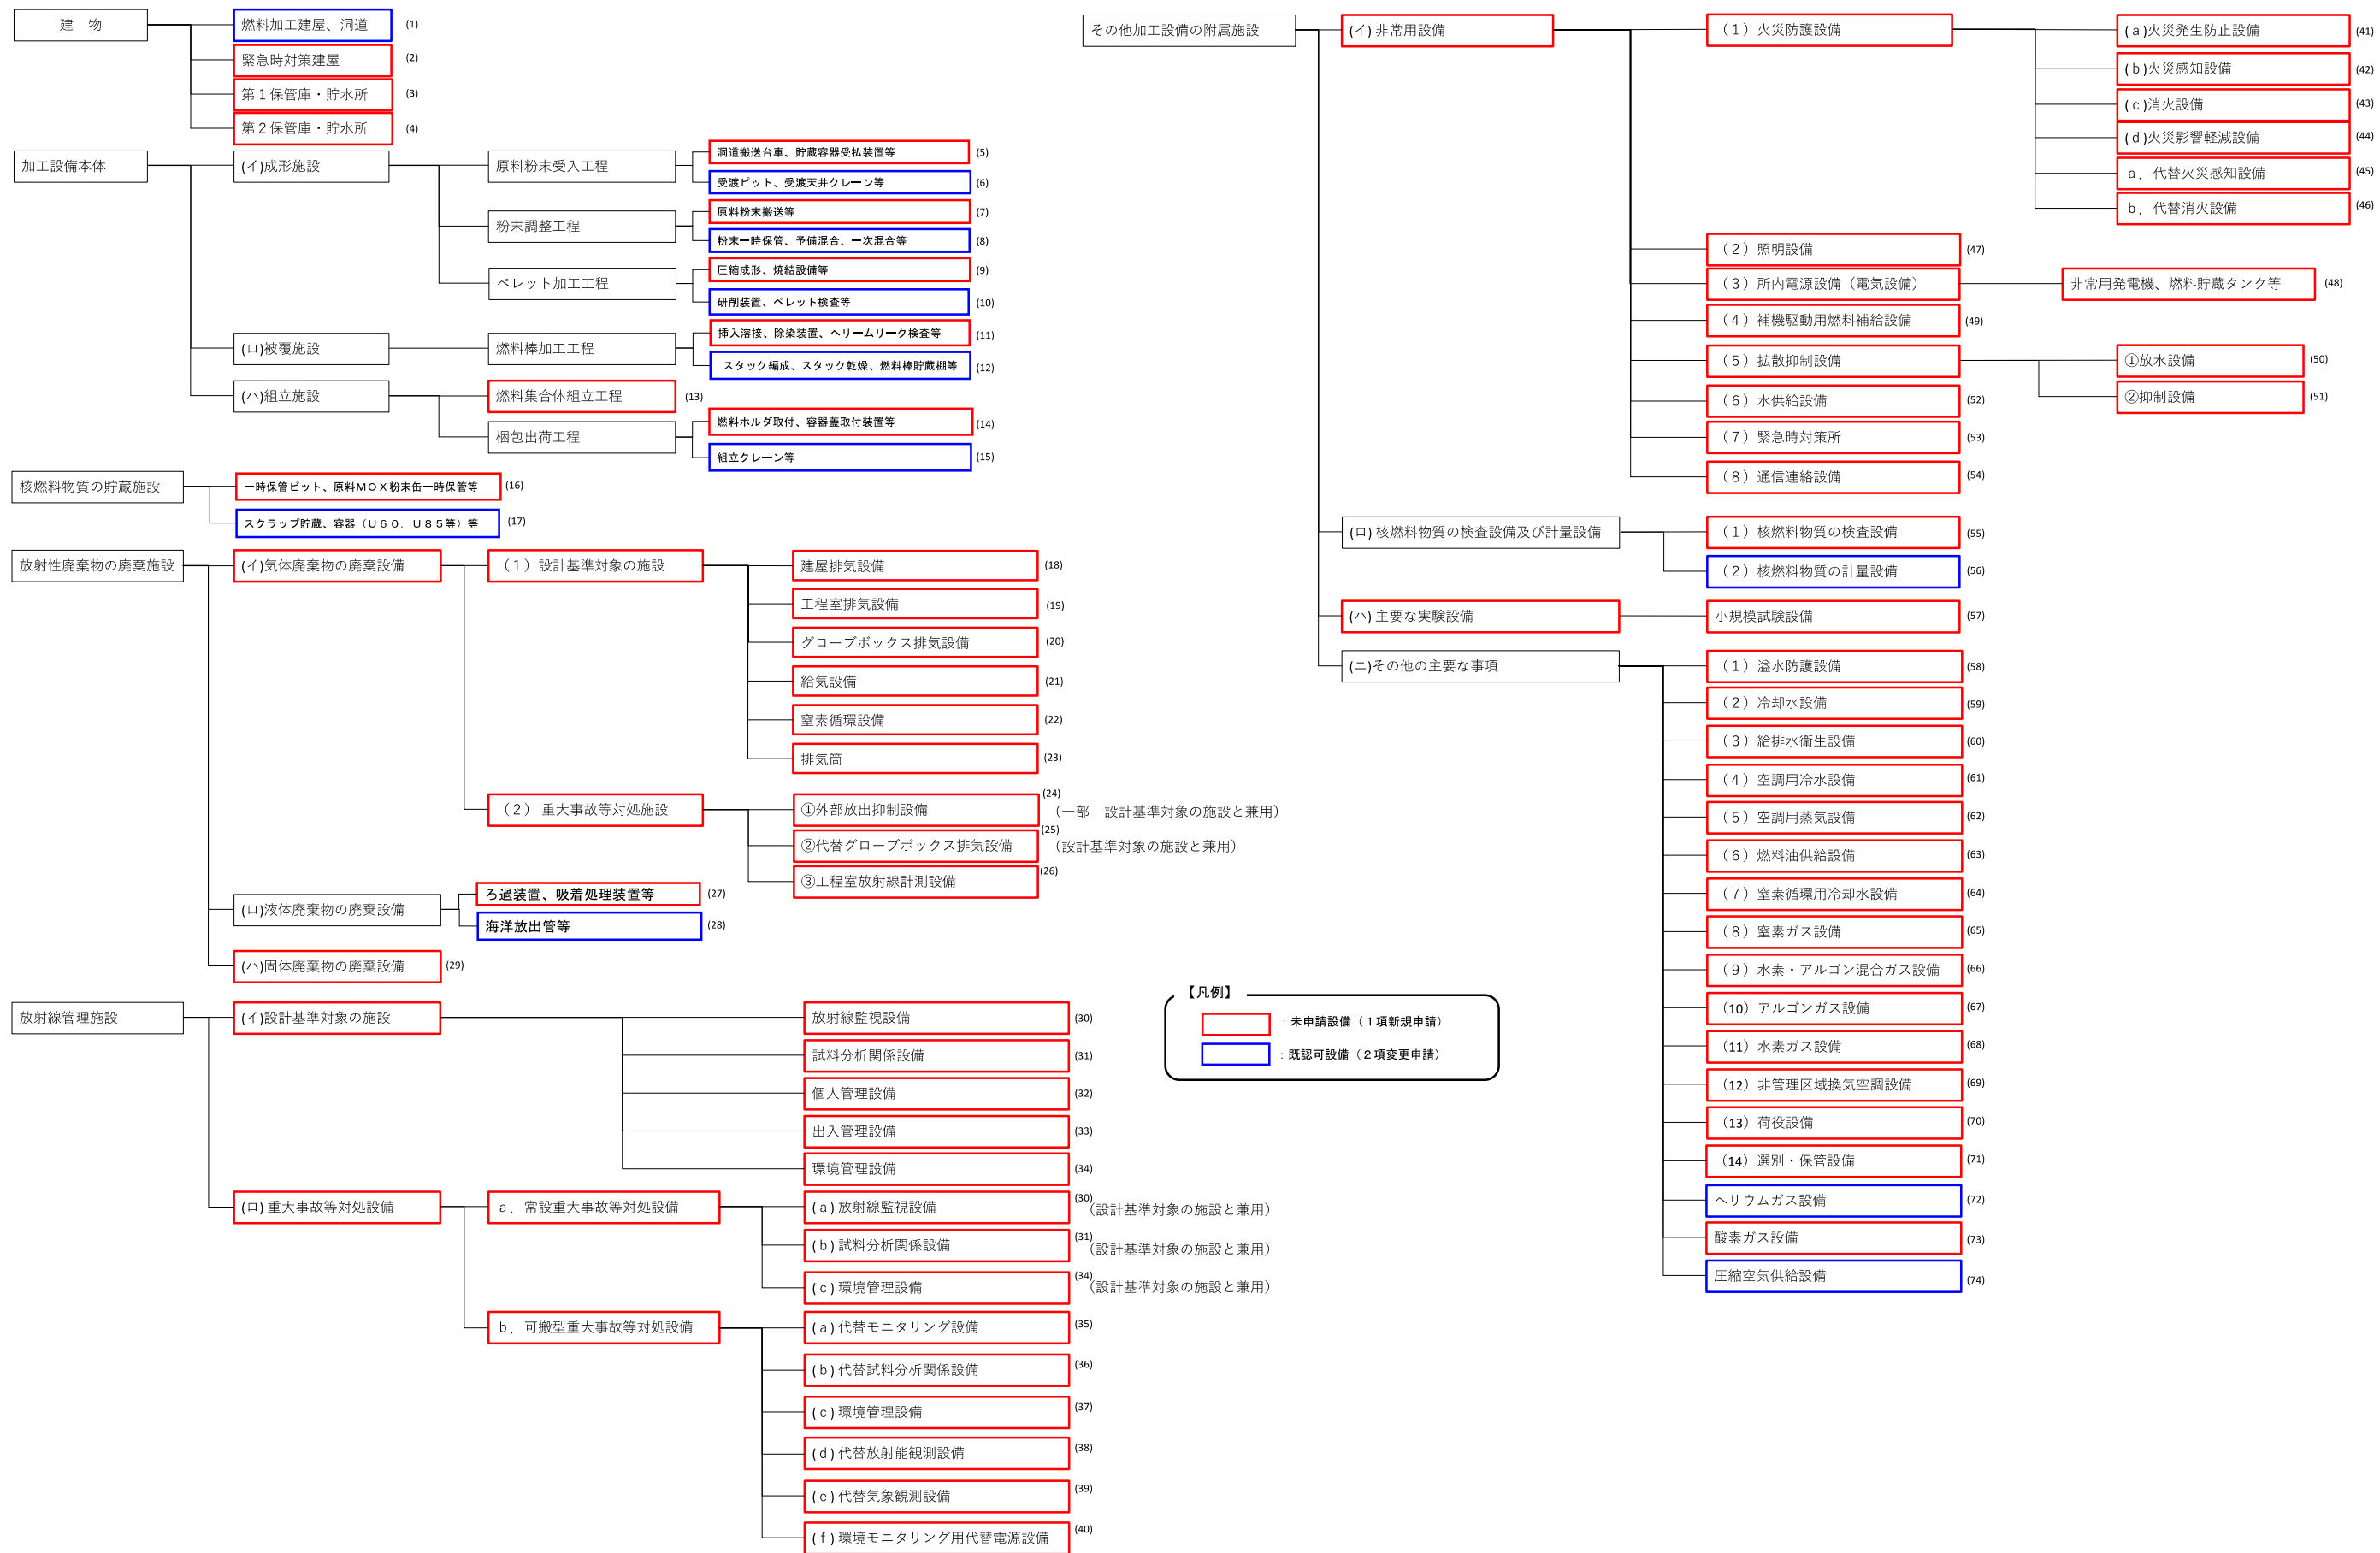 建　物
燃料加工建屋、洞道
(1)
緊急時対策建屋
(2)
第１保管庫・貯水所
(3)
第２保管庫・貯水所
(4)
加工設備本体
(イ)成形施設
原料粉末受入工程
洞道搬送台車、貯蔵容器受払装置等
(5)
受渡ピット、受渡天井クレーン等
(6)
粉末調整工程
原料粉末搬送等
(7)
粉末一時保管、予備混合、一次混合等
(8)
ペレット加工工程
圧縮成形、焼結設備等
(9)
研削装置、ペレット検査等
(10)
(ロ)被覆施設
燃料棒加工工程
挿入溶接、除染装置、ヘリームリーク検査等
(11)
スタック編成、スタック乾燥、燃料棒貯蔵棚等
(12)
(ハ)組立施設
燃料集合体組立工程
(13)
梱包出荷工程
燃料ホルダ取付、容器蓋取付装置等
(14)
組立クレーン等
(15)
核燃料物質の貯蔵施設
一時保管ピット、原料ＭＯＸ粉末缶一時保管等
(16)
スクラップ貯蔵、容器（Ｕ６０．Ｕ８５等）等
(17)
放射性廃棄物の廃棄施設
(イ)気体廃棄物の廃棄設備
（１）設計基準対象の施設
建屋排気設備
(18)
工程室排気設備
(19)
グローブボックス排気設備
(20)
給気設備
(21)
窒素循環設備
(22)
排気筒
(23)
（２） 重大事故等対処施設
①外部放出抑制設備
(24)
（一部　設計基準対象の施設と兼用）
②代替グローブボックス排気設備
(25)
（設計基準対象の施設と兼用）
③工程室放射線計測設備
(26)
(ロ)液体廃棄物の廃棄設備
ろ過装置、吸着処理装置等
(27)
海洋放出管等
(28)
(ハ)固体廃棄物の廃棄設備
(29)
放射線管理施設
(イ)設計基準対象の施設
放射線監視設備
(30)
試料分析関係設備
(31)
個人管理設備
(32)
出入管理設備
(33)
環境管理設備
(34)
(ロ) 重大事故等対処設備
ａ．常設重大事故等対処設備
(ａ) 放射線監視設備
(30)
（設計基準対象の施設と兼用）
(ｂ) 試料分析関係設備
(31)
（設計基準対象の施設と兼用）
(ｃ) 環境管理設備
(34)
（設計基準対象の施設と兼用）
ｂ．可搬型重大事故等対処設備
(ａ) 代替モニタリング設備
(35)
(ｂ) 代替試料分析関係設備
(36)
(ｃ) 環境管理設備
(37)
(ｄ) 代替放射能観測設備
(38)
(ｅ) 代替気象観測設備
(39)
(ｆ) 環境モニタリング用代替電源設備
(40)
その他加工設備の附属施設
(イ) 非常用設備
（１）火災防護設備
(ａ)火災発生防止設備
(41)
(ｂ)火災感知設備
(42)
(ｃ)消火設備
(43)
(ｄ)火災影響軽減設備
(44)
ａ．代替火災感知設備
(45)
ｂ．代替消火設備
(46)
（２）照明設備
(47)
（３）所内電源設備（電気設備）
非常用発電機、燃料貯蔵タンク等
(48)
（４）補機駆動用燃料補給設備
(49)
（５）拡散抑制設備
①放水設備
(50)
②抑制設備
(51)
（６）水供給設備
(52)
（７）緊急時対策所
(53)
（８）通信連絡設備
(54)
(ロ) 核燃料物質の検査設備及び計量設備
（１）核燃料物質の検査設備
(55)
（２）核燃料物質の計量設備
(56)
(ハ) 主要な実験設備
小規模試験設備
(57)
(ニ)その他の主要な事項
（１）溢水防護設備
(58)
（２）冷却水設備
(59)
（３）給排水衛生設備
(60)
（４）空調用冷水設備
(61)
（５）空調用蒸気設備
(62)
（６）燃料油供給設備
(63)
（７）窒素循環用冷却水設備
(64)
（８）窒素ガス設備
(65)
（９）水素・アルゴン混合ガス設備
(66)
（10）アルゴンガス設備
(67)
（11）水素ガス設備
(68)
（12）非管理区域換気空調設備
(69)
（13）荷役設備
(70)
（14）選別・保管設備
(71)
ヘリウムガス設備
(72)
酸素ガス設備
(73)
圧縮空気供給設備
(74)
【凡例】
：未申請設備（１項新規申請）
：既認可設備（２項変更申請）